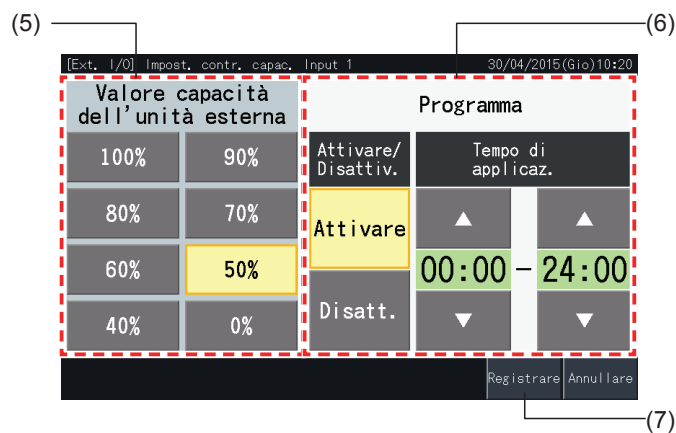 (5)
(6)
[Ext. I/O] Impost. contr. capac. Input 1 30/04/2015(Gio)10:20
Valore capacità
dell'unità esterna
100% 90%
80% 70%
60% 50%
40% 0%
Programma
Attivare/
Disattiv.
Tempo di
applicaz.
Attivare
Disatt.
00:00 – 24:00
Registrare Annullare
(7)